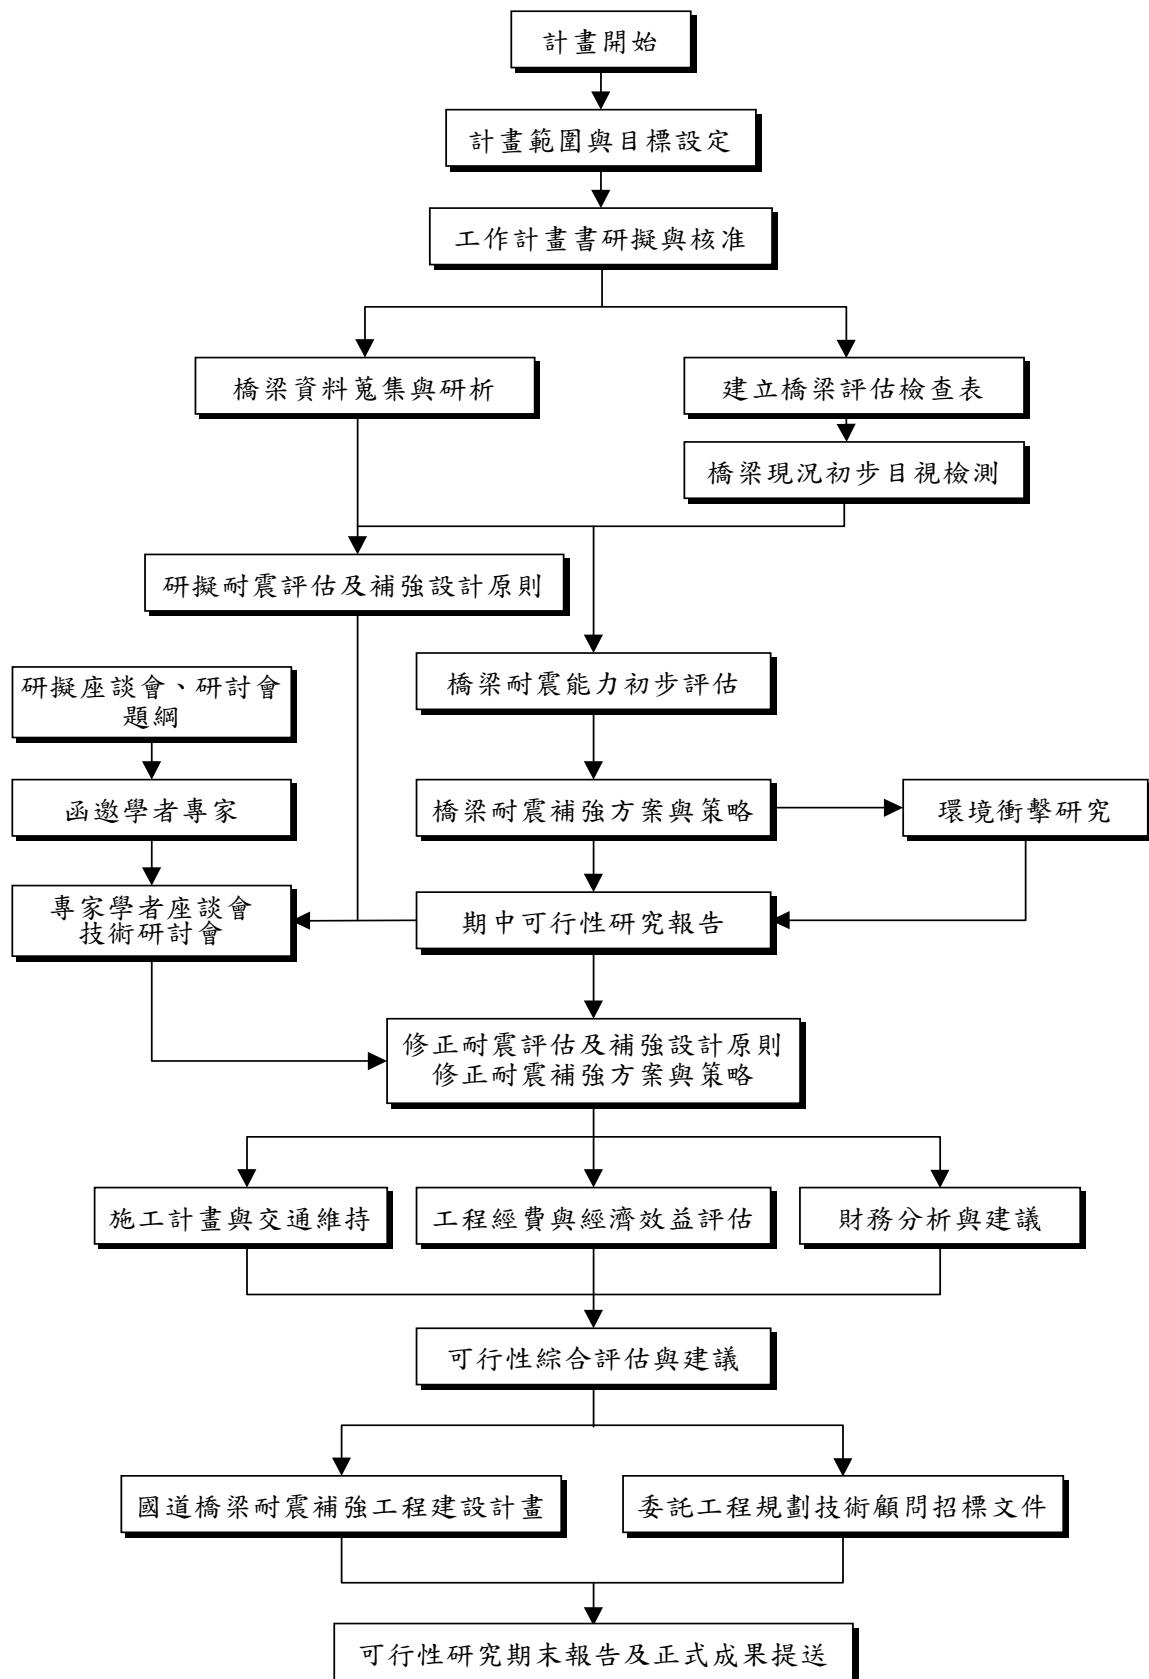 計畫開始
計畫範圍與目標設定
工作計畫書研擬與核准
橋梁資料蒐集與研析
建立橋梁評估檢查表
橋梁現況初步目視檢測
研擬耐震評估及補強設計原則
研擬座談會、研討會
題綱
橋梁耐震能力初步評估
函邀學者專家
橋梁耐震補強方案與策略
環境衝擊研究
專家學者座談會
技術研討會
期中可行性研究報告
修正耐震評估及補強設計原則
修正耐震補強方案與策略
施工計畫與交通維持
工程經費與經濟效益評估
財務分析與建議
可行性綜合評估與建議
國道橋梁耐震補強工程建設計畫
委託工程規劃技術顧問招標文件
可行性研究期末報告及正式成果提送